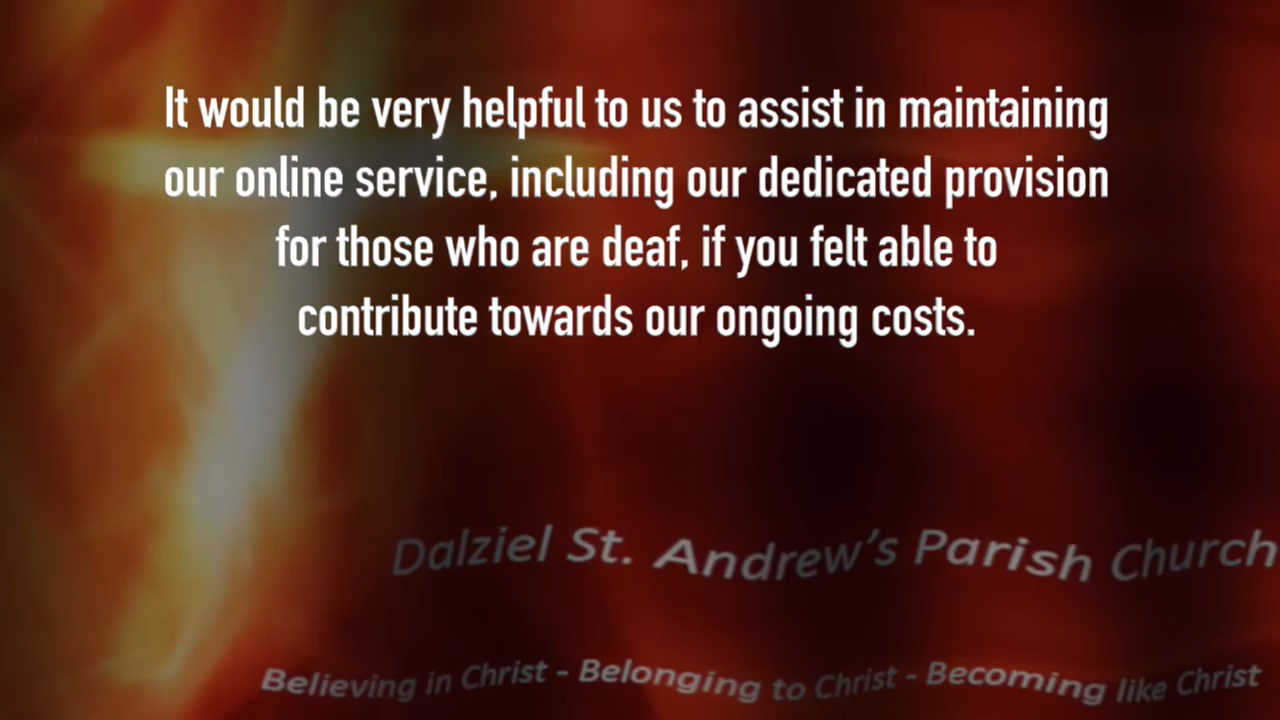 It would be very helpful to us to assist in maintaining
our online service, including our dedicated provision
for those who are deaf, if you felt able to
contribute towards our ongoing costs.
Dalziel St. Andrew's Parish Church
Believing in Christ - Belonging to Christ - Becoming like Christ